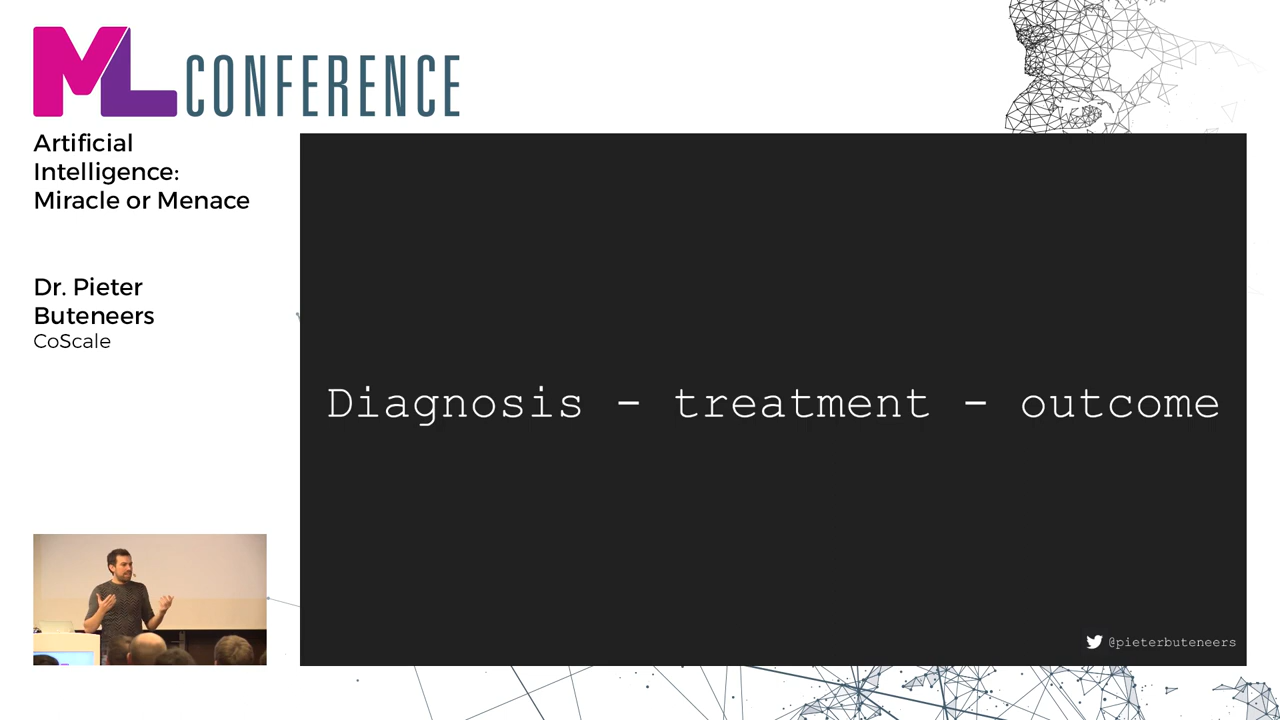 ML CONFERENCE
Artificial
Intelligence:
Miracle or Menace
Dr. Pieter
Buteneers
CoScale
Diagnosis - treatment - outcome
@pieterbuteneers